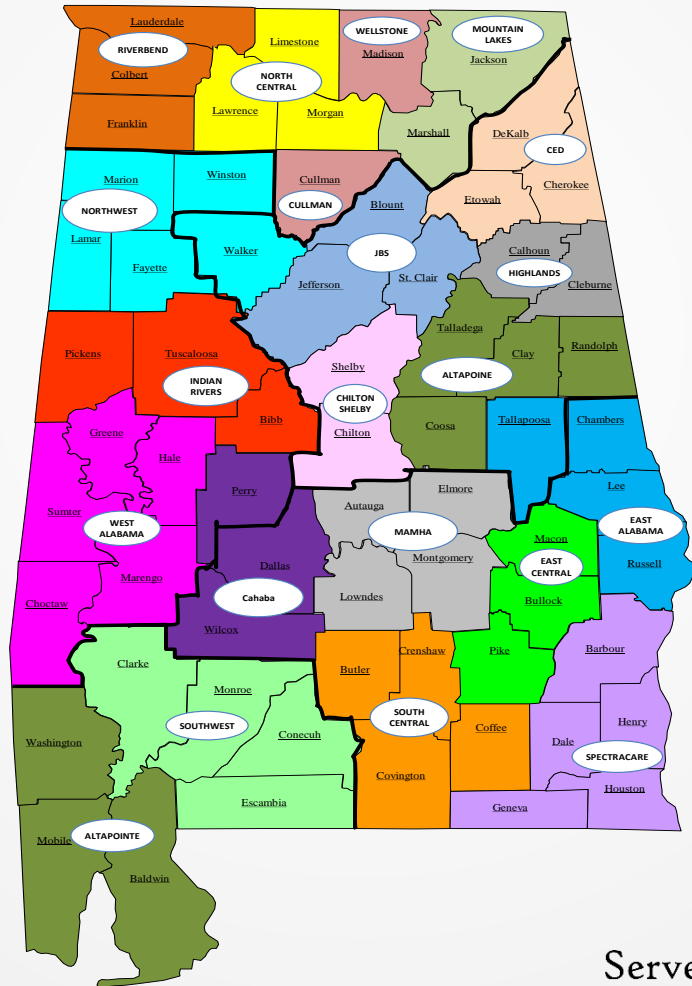 Lauderdale
RIVERBEND
Colbert
Franklin
Limestone
NORTH
CENTRAL
Lawrence
Morgan
WELLSTONE
Madison
MOUNTAIN
LAKES
Jackson
Marshall
DeKalb
CED
Cherokee
Etowah
Marion
Winston
NORTHWEST
Lamar
Fayette
Walker
Cullman
CULLMAN
Blount
JBS
Jefferson
St. Clair
Calhoun
HIGHLANDS
Cleburne
Pickens
Tuscaloosa
INDIAN
RIVERS
Bibb
Shelby
CHILTON
SHELBY
Chilton
Talladega
Clay
Randolph
ALTAPOINE
Coosa
Tallapoosa
Chambers
Lee
EAST
ALABAMA
Russell
Greene
Hale
Sumter
WEST
ALABAMA
Marengo
Choctaw
Perry
Dallas
Cahaba
Wilcox
Autauga
Elmore
MAMHA
Montgomery
Lowndes
Macon
EAST
CENTRAL
Bullock
Pike
Barbour
Henry
Dale
SPECTRACARE
Houston
Geneva
Butler
Crenshaw
SOUTH
CENTRAL
Coffee
Covington
Clarke
Monroe
SOUTHWEST
Conecuh
Escambia
Washington
ALTAPOINTE
Mobile
Baldwin
Serve